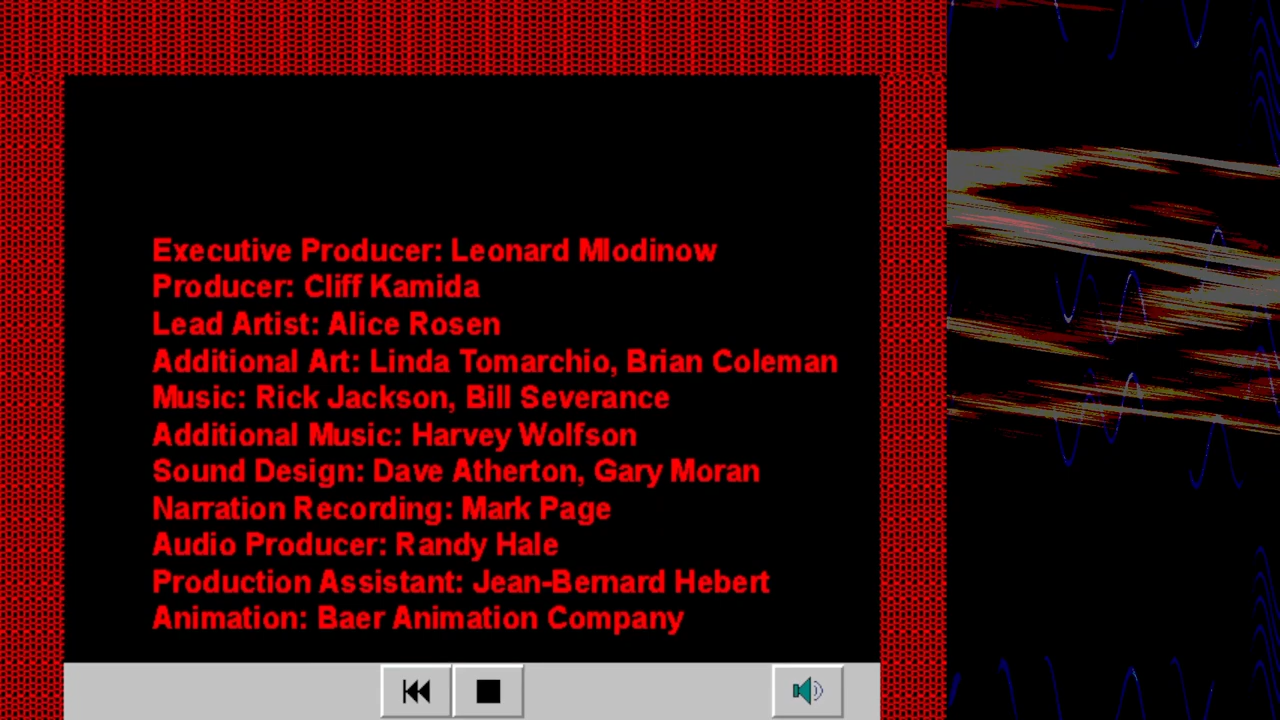 Executive Producer: Leonard Mlodinow
Producer: Cliff Kamida
Lead Artist: Alice Rosen
Additional Art: Linda Tomarchio, Brian Coleman
Music: Rick Jackson, Bill Severance
Additional Music: Harvey Wolfson
Sound Design: Dave Atherton, Gary Moran
Narration Recording: Mark Page
Audio Producer: Randy Hale
Production Assistant: Jean-Bernard Hebert
Animation: Baer Animation Company